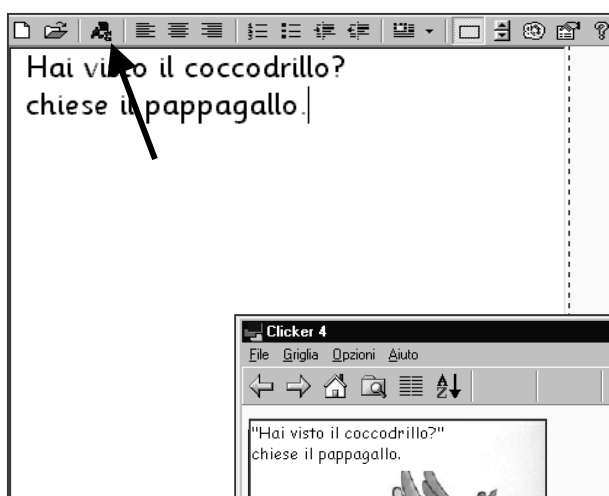 Hai visto il coccodrillo?
chiese il pappagallo.
Clicker 4
File Griglia Opzioni Aiuto
"Hai visto il coccodrillo?"
chiese il pappagallo.